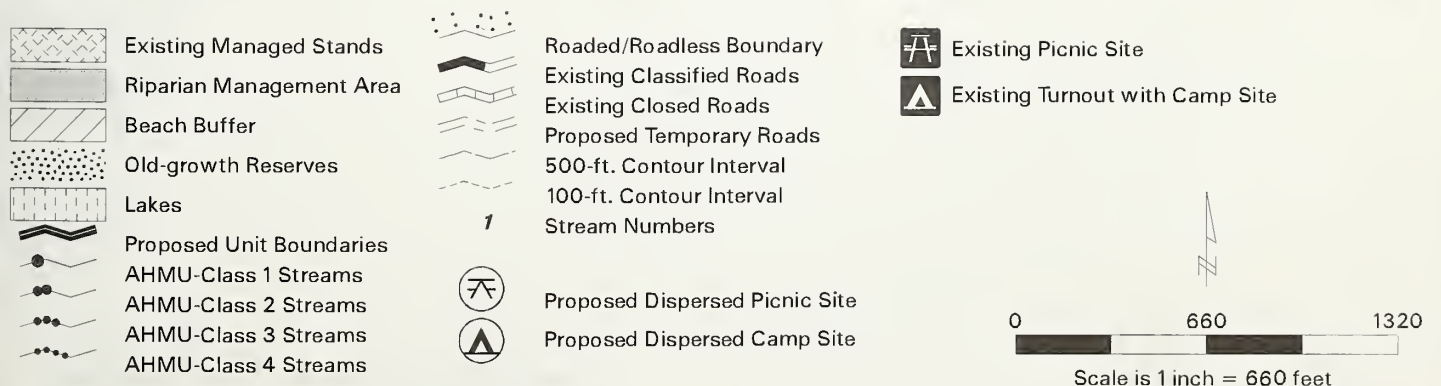 Existing Managed Stands
Riparian Management Area
Beach Buffer
Old-growth Reserves
Lakes
Proposed Unit Boundaries
AHMU-Class 1 Streams
AHMU-Class 2 Streams
AHMU-Class 3 Streams
AHMU-Class 4 Streams
Roaded/Roadless Boundary
Existing Classified Roads
Existing Closed Roads
Proposed Temporary Roads
500-ft. Contour Interval
100-ft. Contour Interval
1 Stream Numbers
Proposed Dispersed Picnic Site
Proposed Dispersed Camp Site
Existing Picnic Site
Existing Turnout with Camp Site
N
0 660 1320
Scale is 1 inch = 660 feet